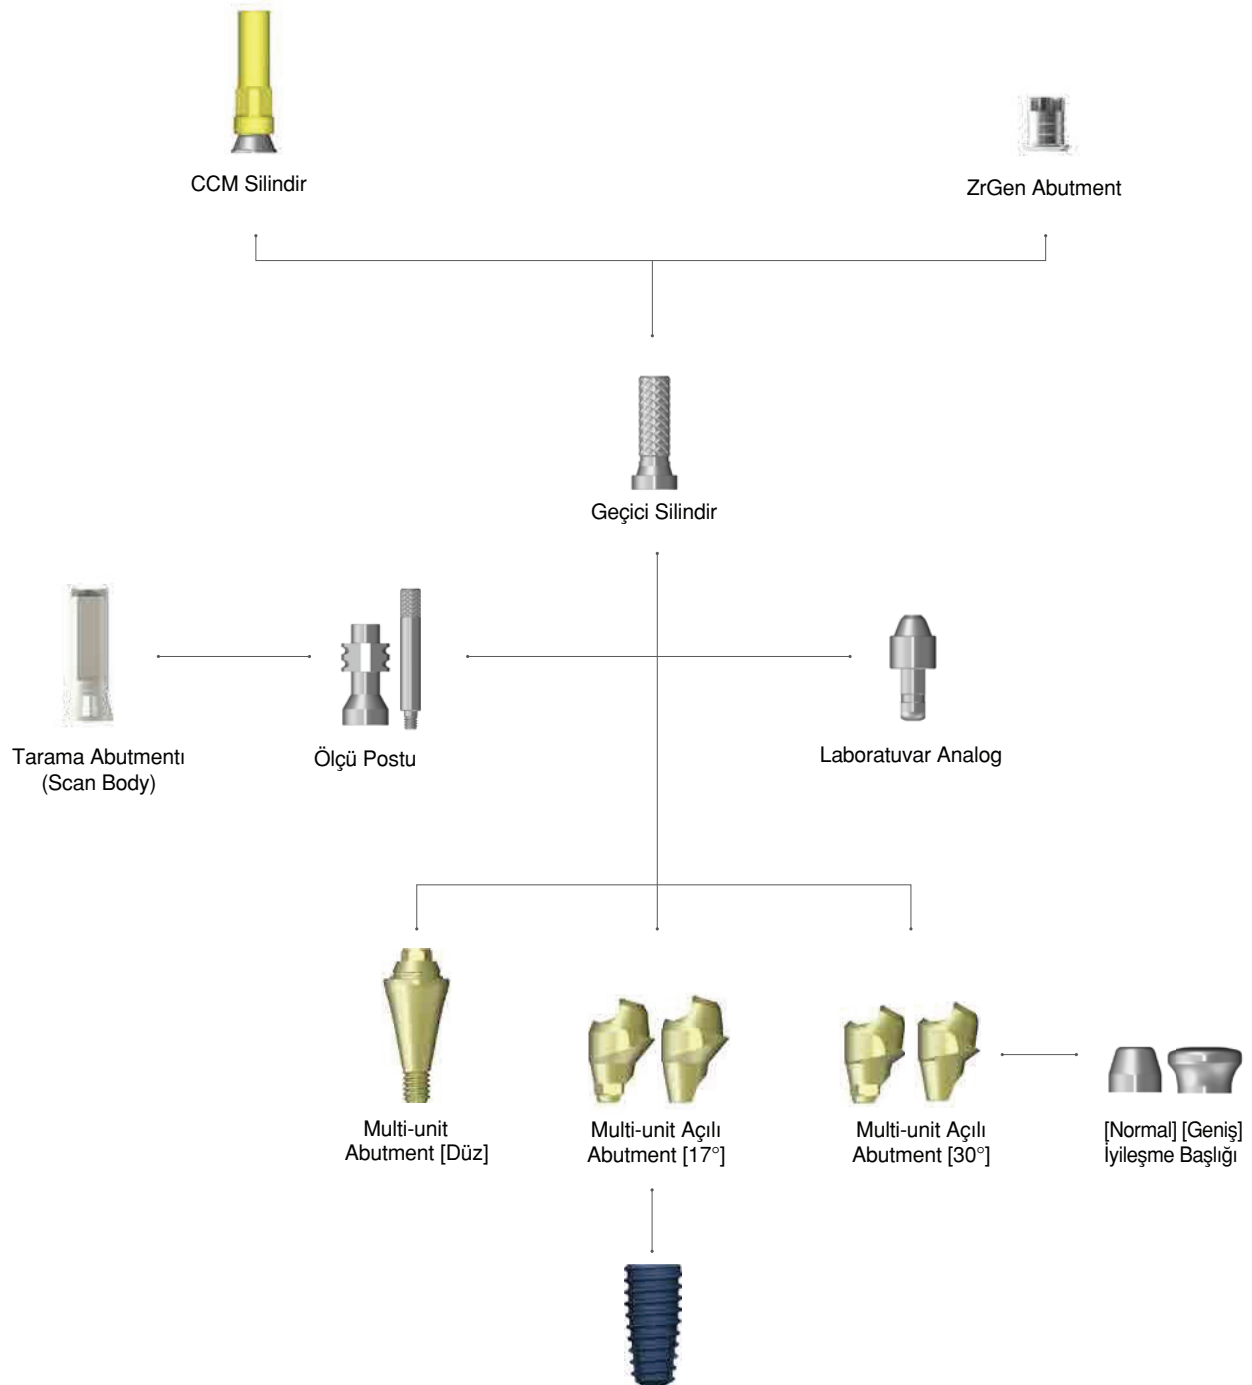 CCM Silindir
ZrGen Abutment
Geçici Silindir
Tarama Abutmentı
(Scan Body)
Ölçü Postu
Laboratuvar Analog
Multi-unit
Abutment [Düz]
Multi-unit Açılı
Abutment [17°]
Multi-unit Açılı
Abutment [30°]
[Normal] [Geniş]
İyileşme Başlığı